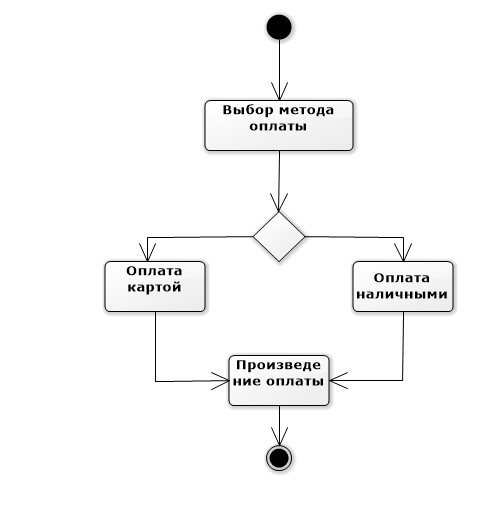 Выбор метода
оплаты
Оплата
картой
Оплата
наличными
Произведе
ние оплаты